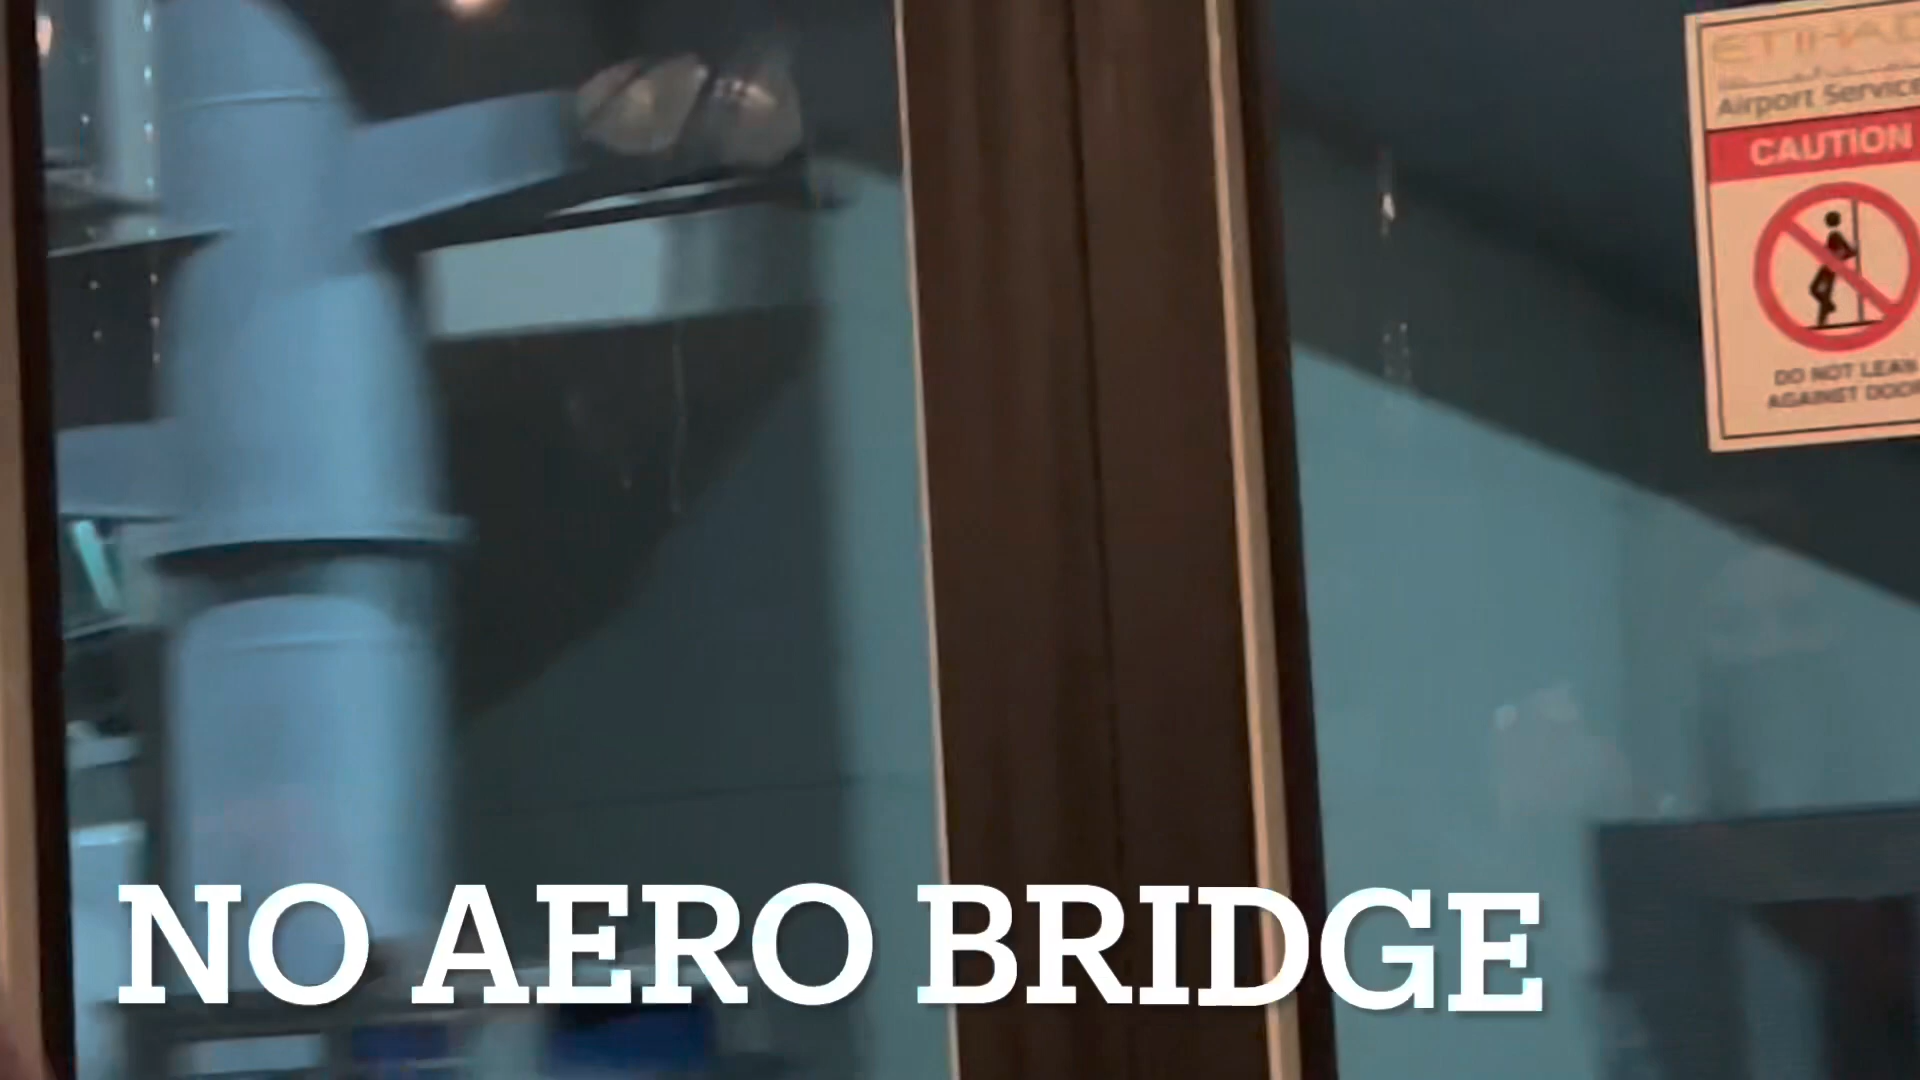 ETIHAD
Airport Service
CAUTION
DO NOT LEAN
AGAINST DOOR
NO AERO BRIDGE